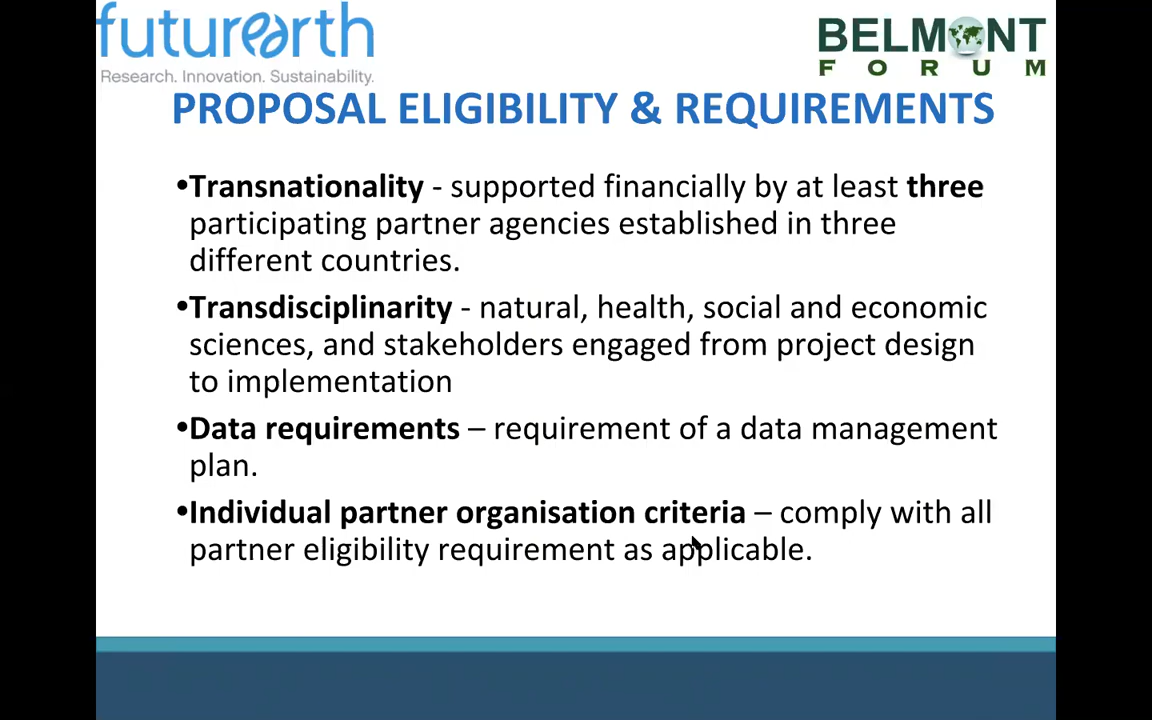 futurearth
BELMONT
Research. Innovation. Sustainability.
FORUM
PROPOSAL ELIGIBILITY & REQUIREMENTS
•Transnationality - supported financially by at least three
participating partner agencies established in three
different countries.
•Transdisciplinarity - natural, health, social and economic
sciences, and stakeholders engaged from project design
to implementation
•Data requirements – requirement of a data management
plan.
•Individual partner organisation criteria – comply with all
partner eligibility requirement as applicable.